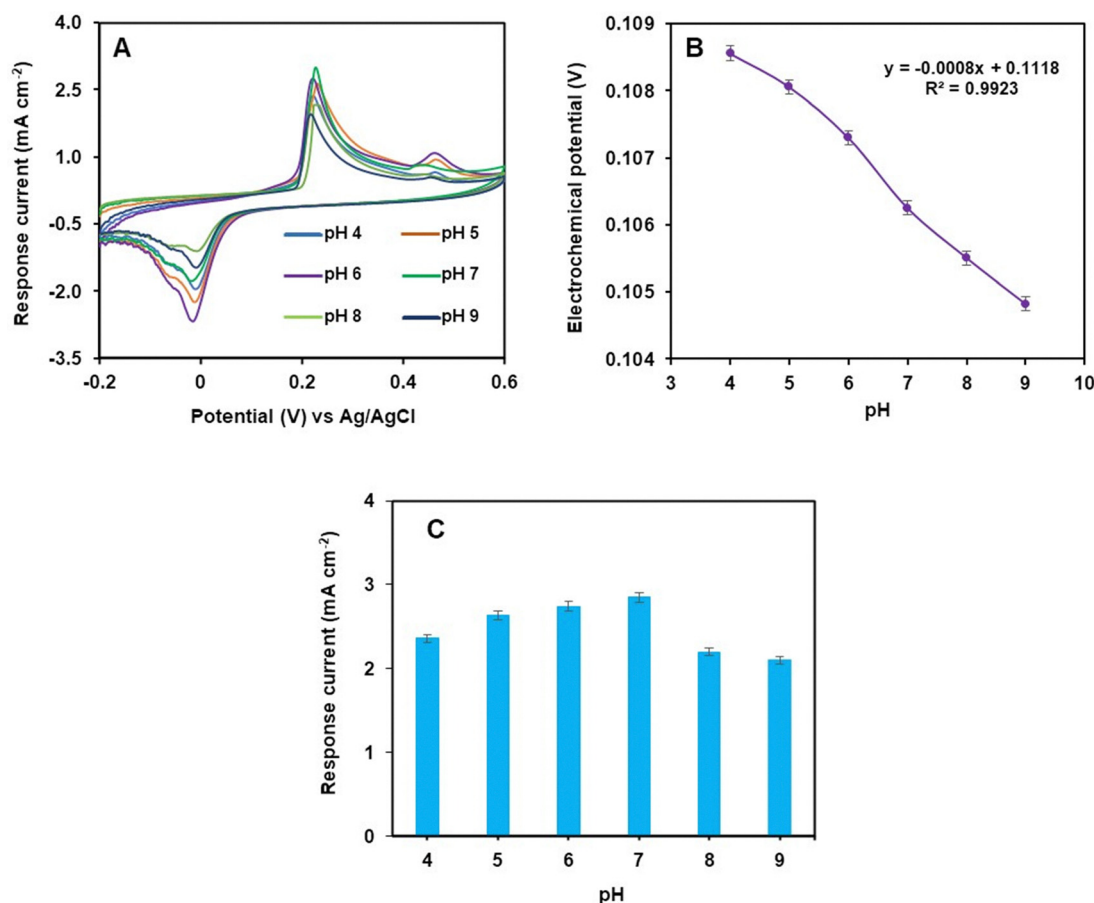 A
Response current (mA cm⁻²)
4.0
2.5
1.0
-0.5
-2.0
-3.5
pH 4
pH 5
pH 6
pH 7
pH 8
pH 9
-0.2
0
0.2
0.4
0.6
Potential (V) vs Ag/AgCl
B
Electrochemical potential (V)
0.109
0.108
0.107
0.106
0.105
0.104
y = -0.0008x + 0.1118
R² = 0.9923
3
4
5
6
7
8
9
10
pH
C
Response current (mA cm⁻²)
4
3
2
1
0
4
5
6
7
8
9
pH